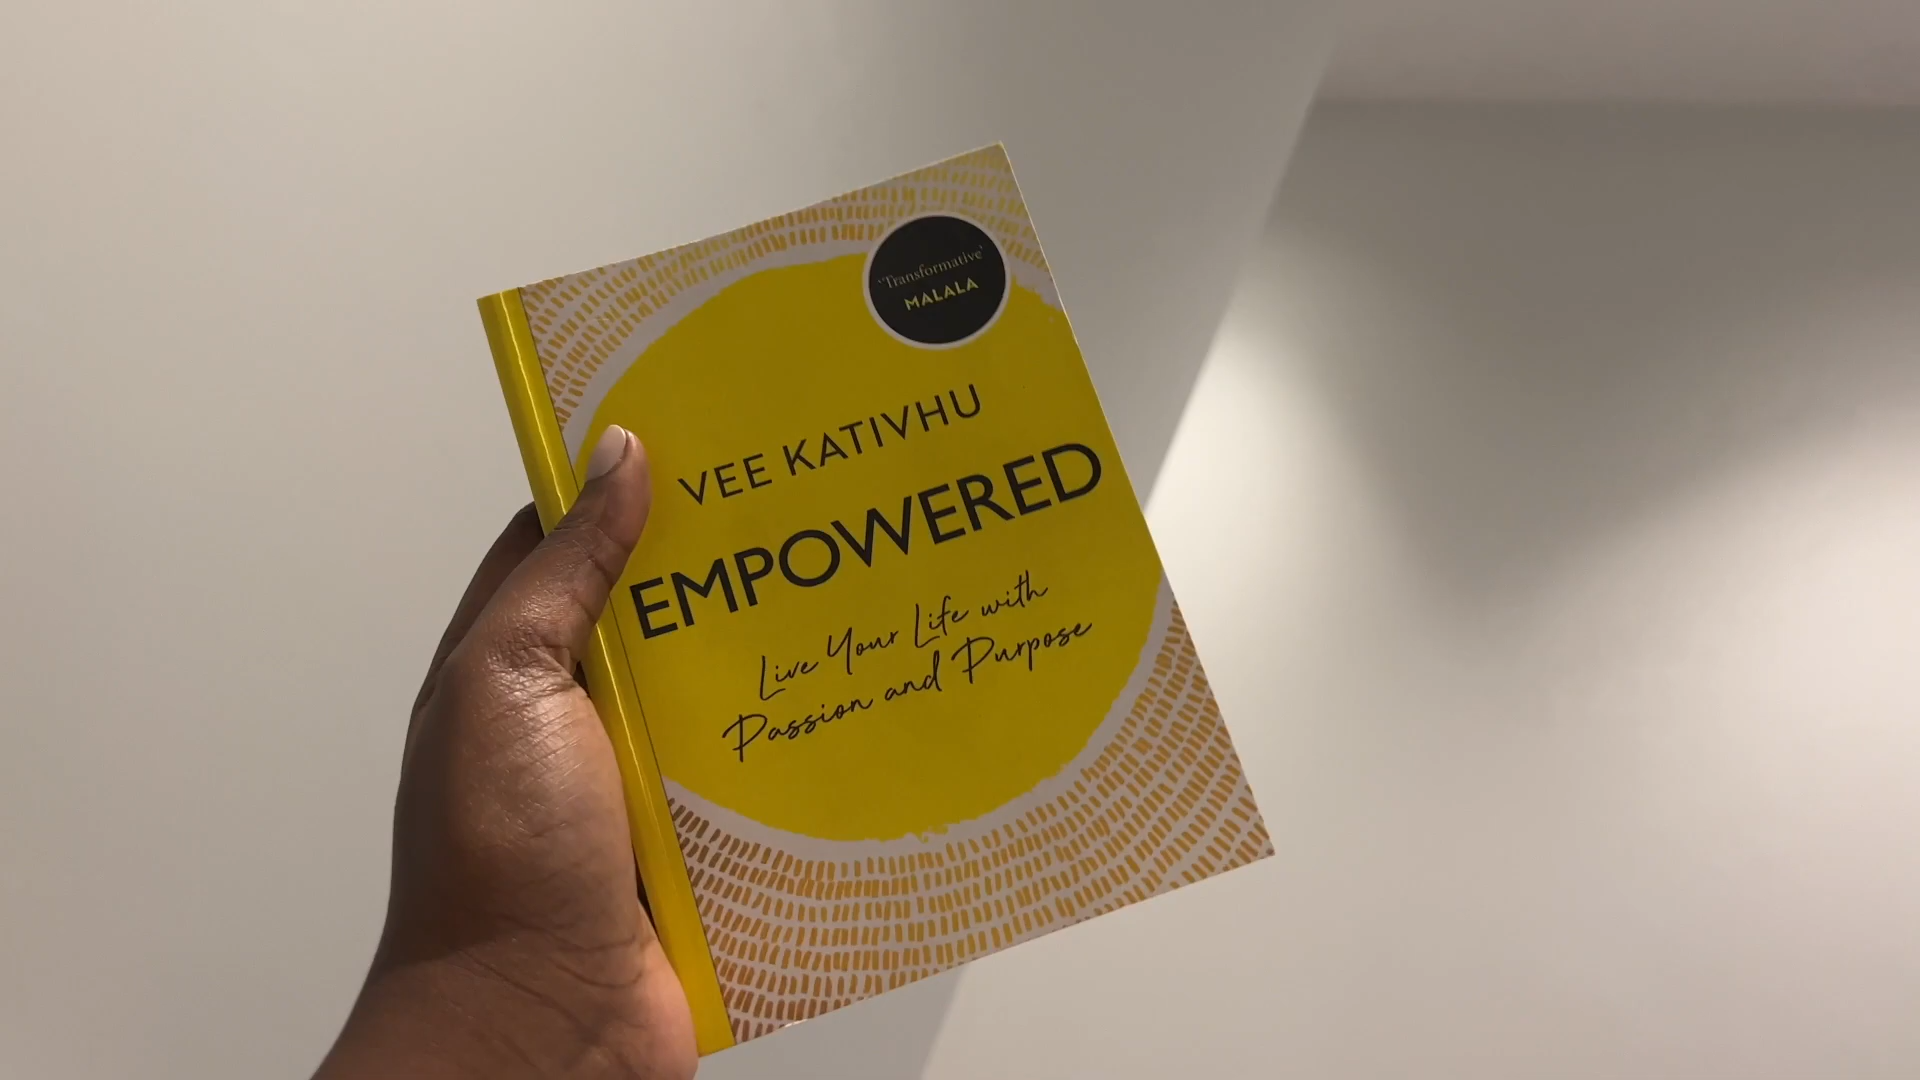 'Transformative'
MALALA
VEE KATIVHU
EMPOWERED
Live Your Life with
Passion and Purpose